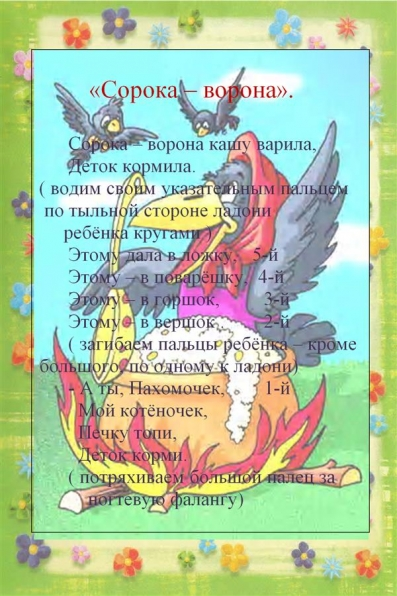 «Сорока – ворона».
Сорока – ворона кашу варила,
Деток кормила.
( водим своим указательным пальцем
по тыльной стороне ладони
ребёнка кругами )
Этому дала в ложку, 5-й
Этому – в поварёшку, 4-й
Этому – в горшок, 3-й
Этому – в вершок, 2-й
( загибаем пальцы ребёнка – кроме
большого, по одному к ладони)
- А ты, Пахомочек, 1-й
Мой котёночек,
Печку топи,
Деток корми.
( потряхиваем большой палец за
ногтевую фалангу)